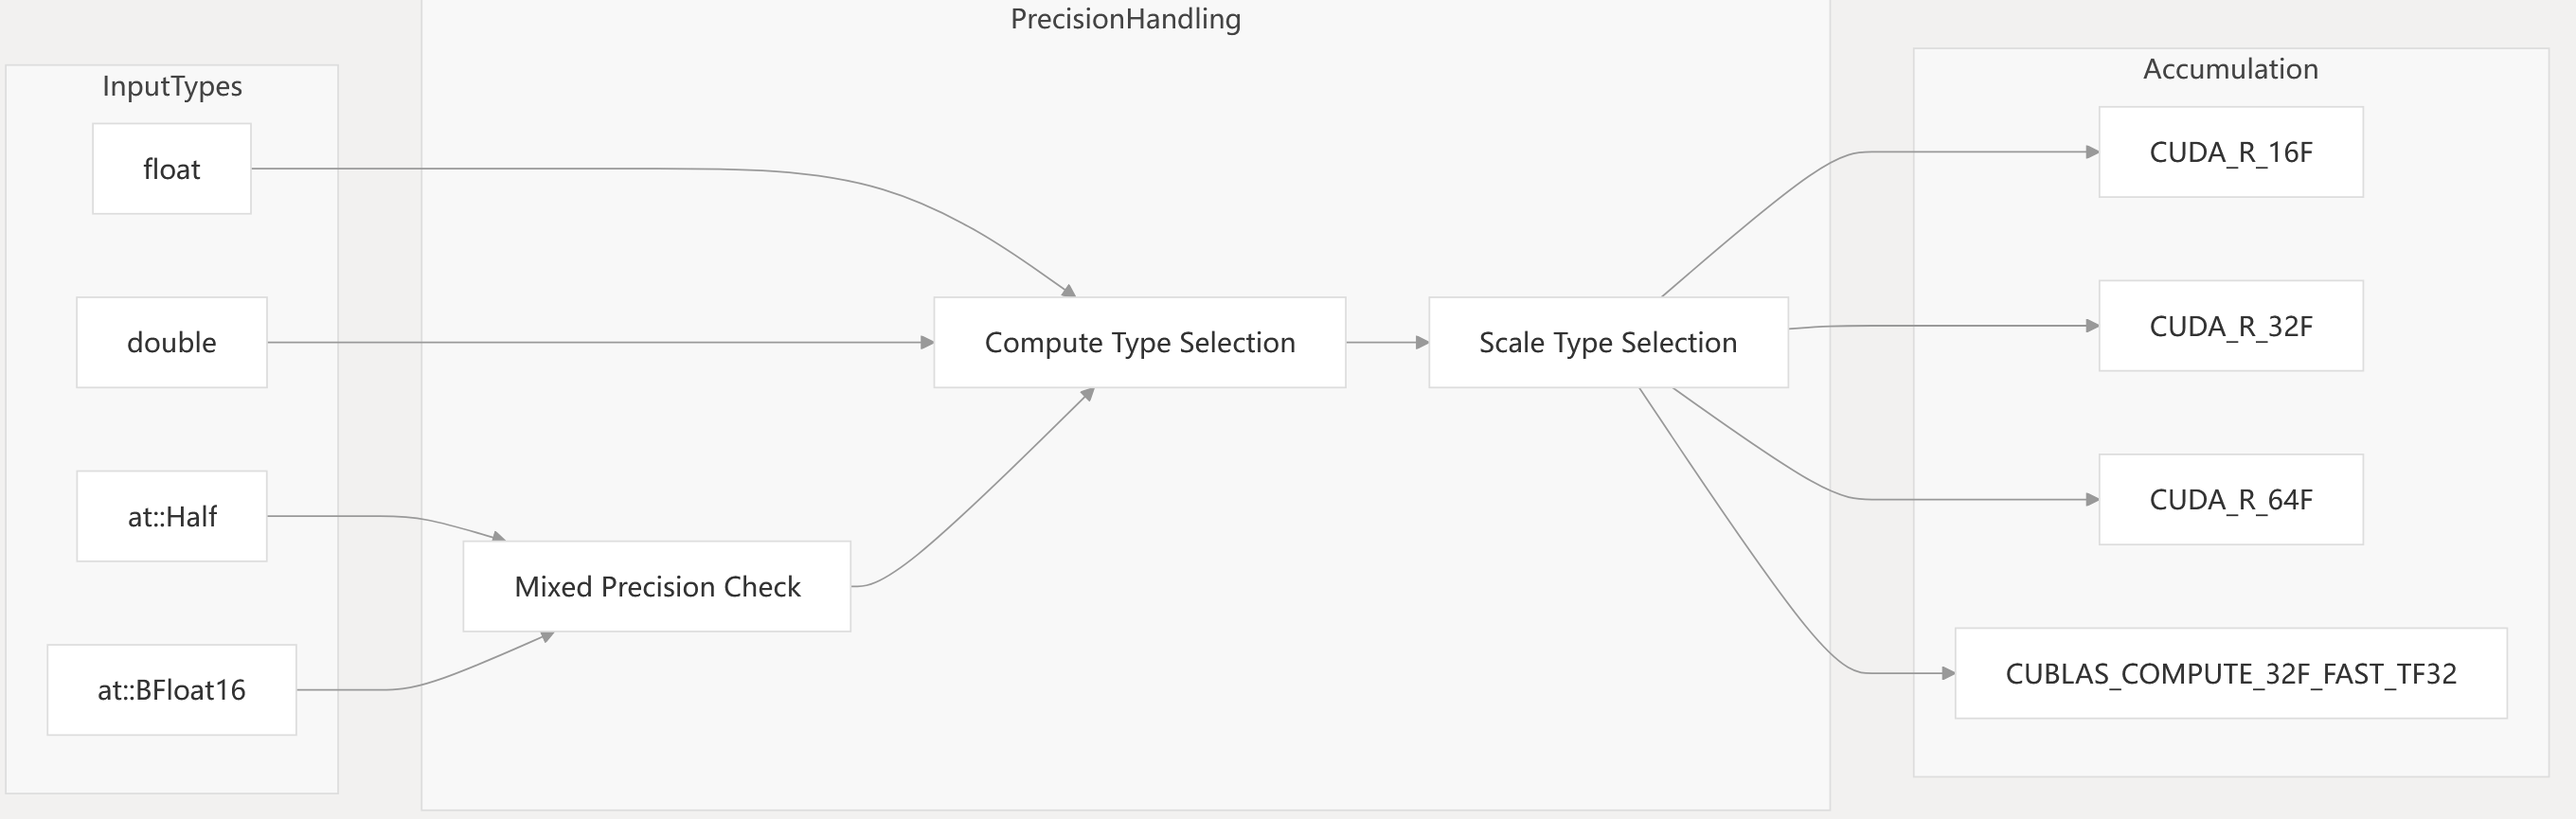 PrecisionHandling
InputTypes
float
double
at::Half
at::BFloat16
Mixed Precision Check
Compute Type Selection
Scale Type Selection
Accumulation
CUDA_R_16F
CUDA_R_32F
CUDA_R_64F
CUBLAS_COMPUTE_32F_FAST_TF32